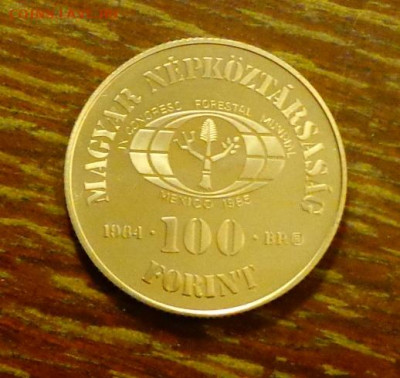 MAGYAR NÉPKÖZTÁRSASÁG
IX CONGRESO FORESTAL MUNDIAL
MEXICO 1985
1984 · 100 · BP.
FORINT